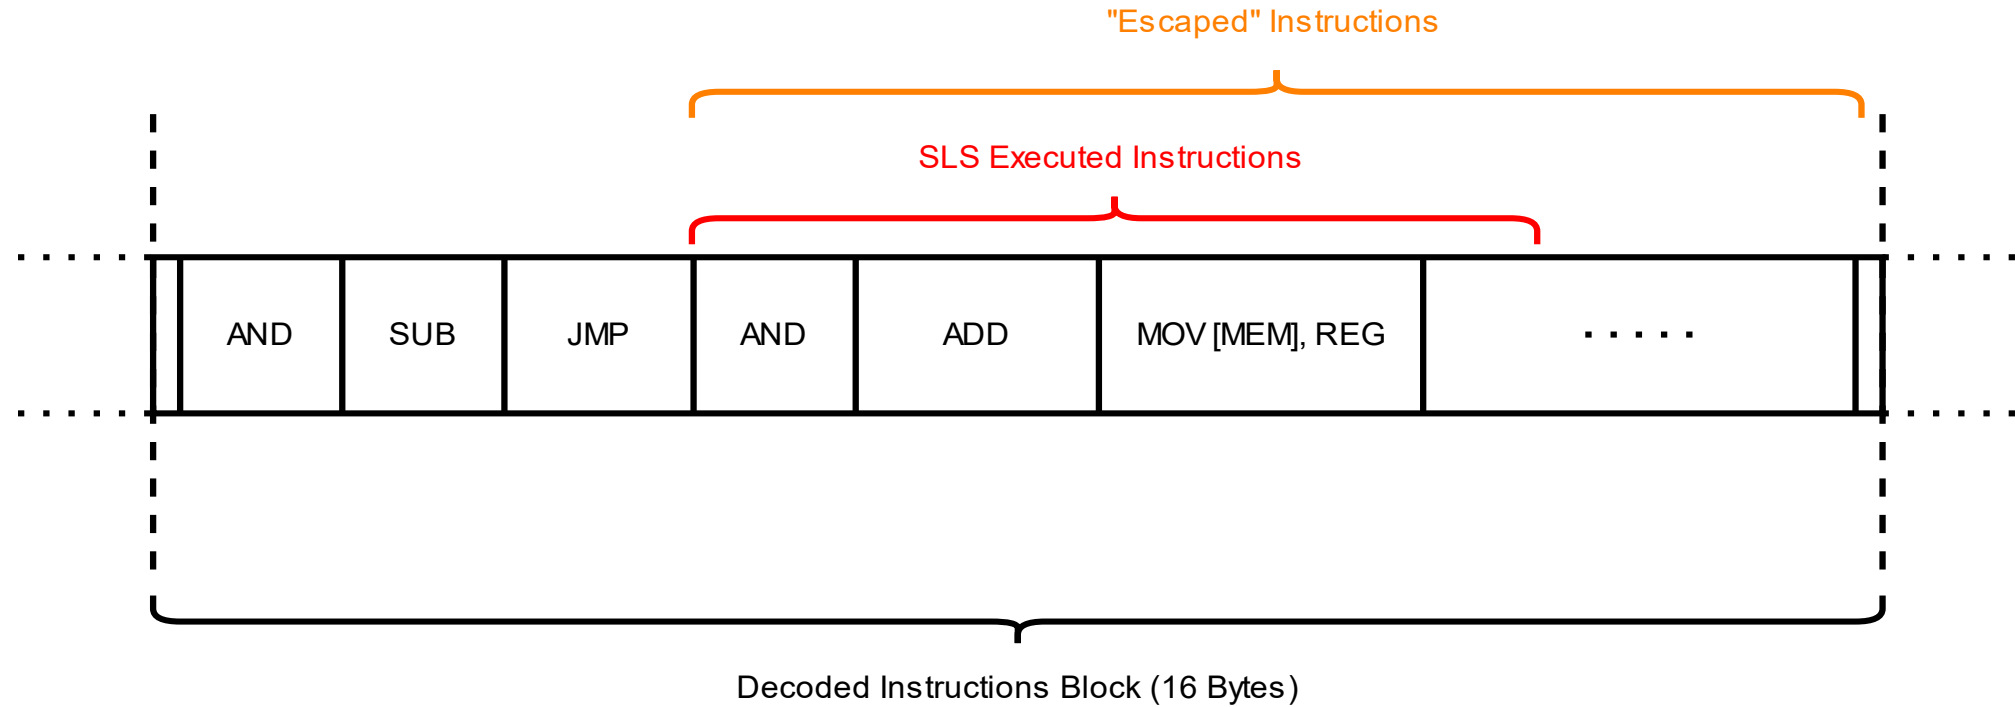 "Escaped" Instructions
SLS Executed Instructions
AND SUB JMP AND ADD MOV [MEM], REG .....
Decoded Instructions Block (16 Bytes)